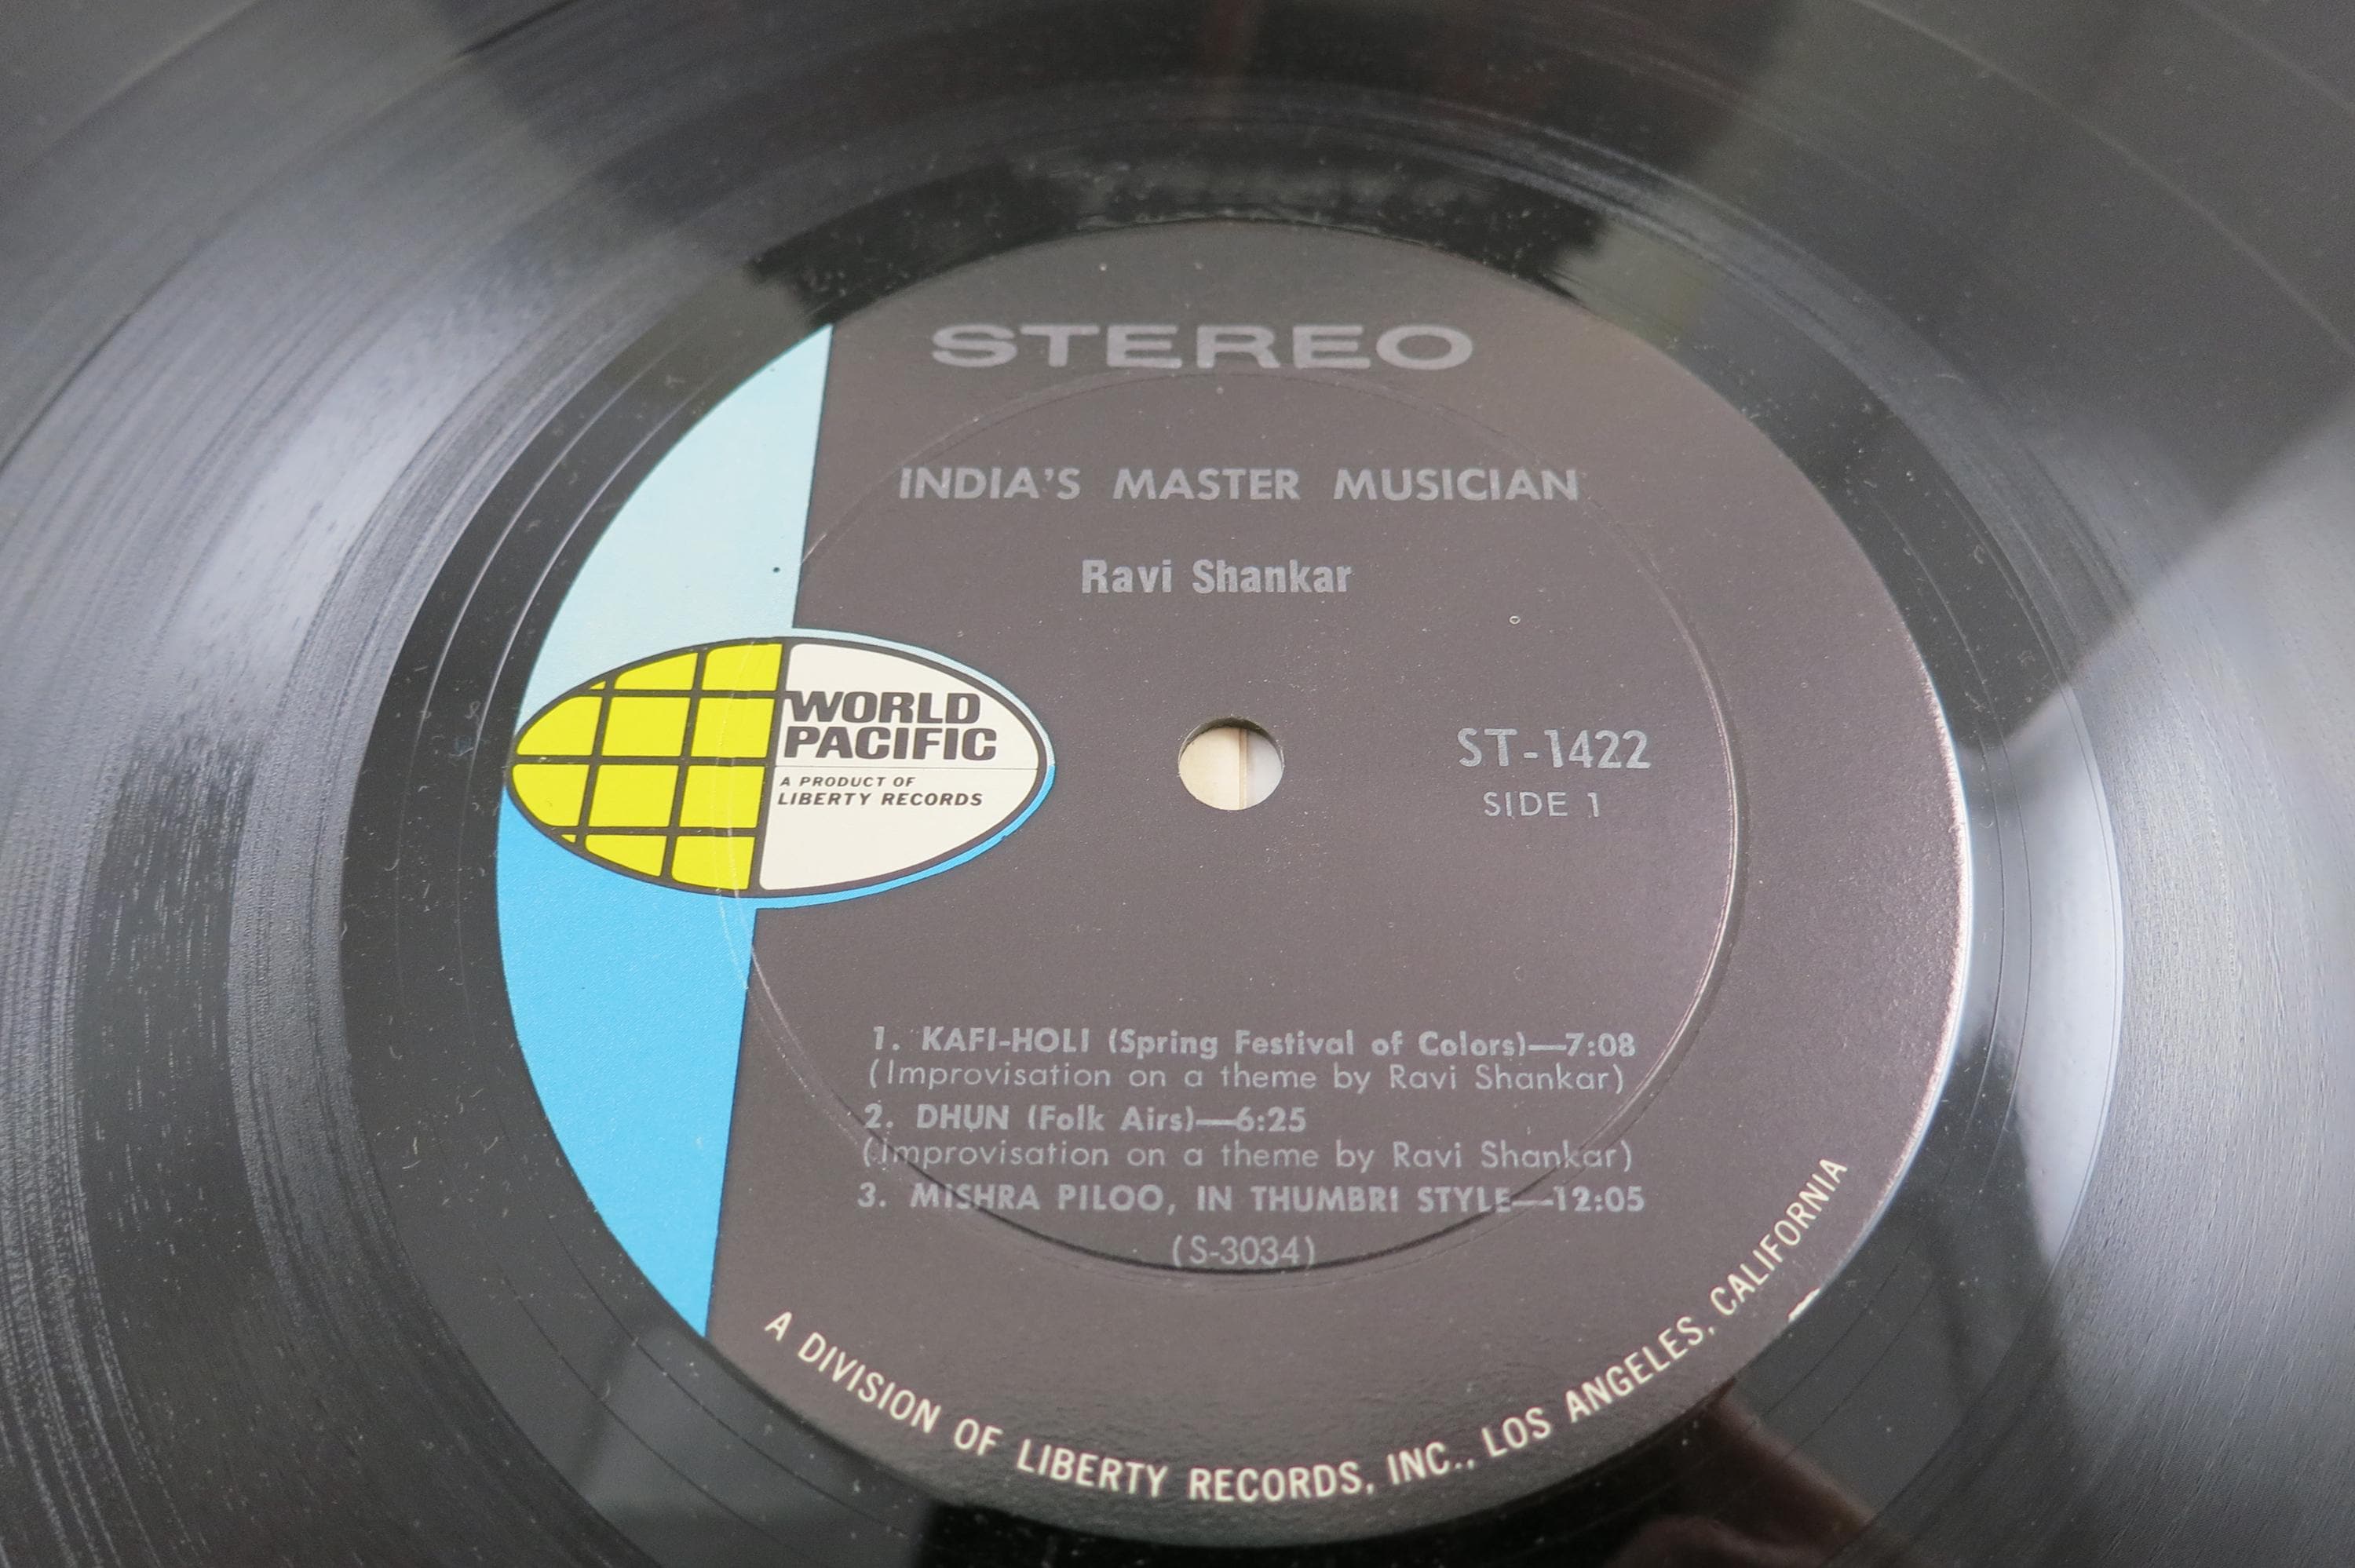 STEREO
INDIA'S MASTER MUSICIAN
Ravi Shankar
WORLD
PACIFIC
A PRODUCT OF
LIBERTY RECORDS
ST-1422
SIDE 1
1. KAFI-HOLI (Spring Festival of Colors)—7:08
(Improvisation on a theme by Ravi Shankar)
2. DHUN (Folk Airs)—6:25
(Improvisation on a theme by Ravi Shankar)
3. MISHRA PILOO, IN THUMBRI STYLE—12:05
(S-3034)
A DIVISION OF LIBERTY RECORDS, INC., LOS ANGELES, CALIFORNIA